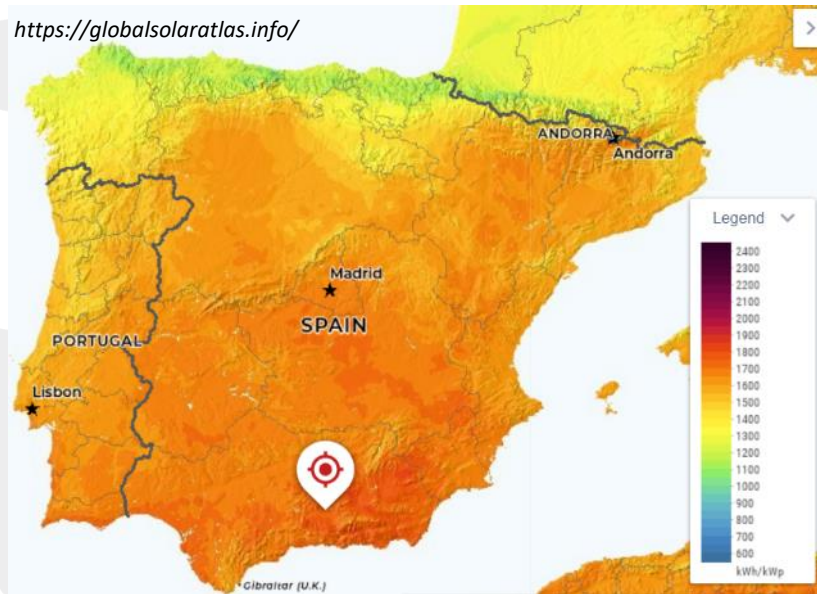 https://globalsolaratlas.info/
ANDORRA
Andorra
Legend
Madrid
SPAIN
PORTUGAL
Lisbon
Gibraltar (U.K.)
2400
2300
2200
2100
2000
1900
1800
1700
1600
1500
1400
1300
1200
1100
1000
900
800
700
600
kWh/kWp